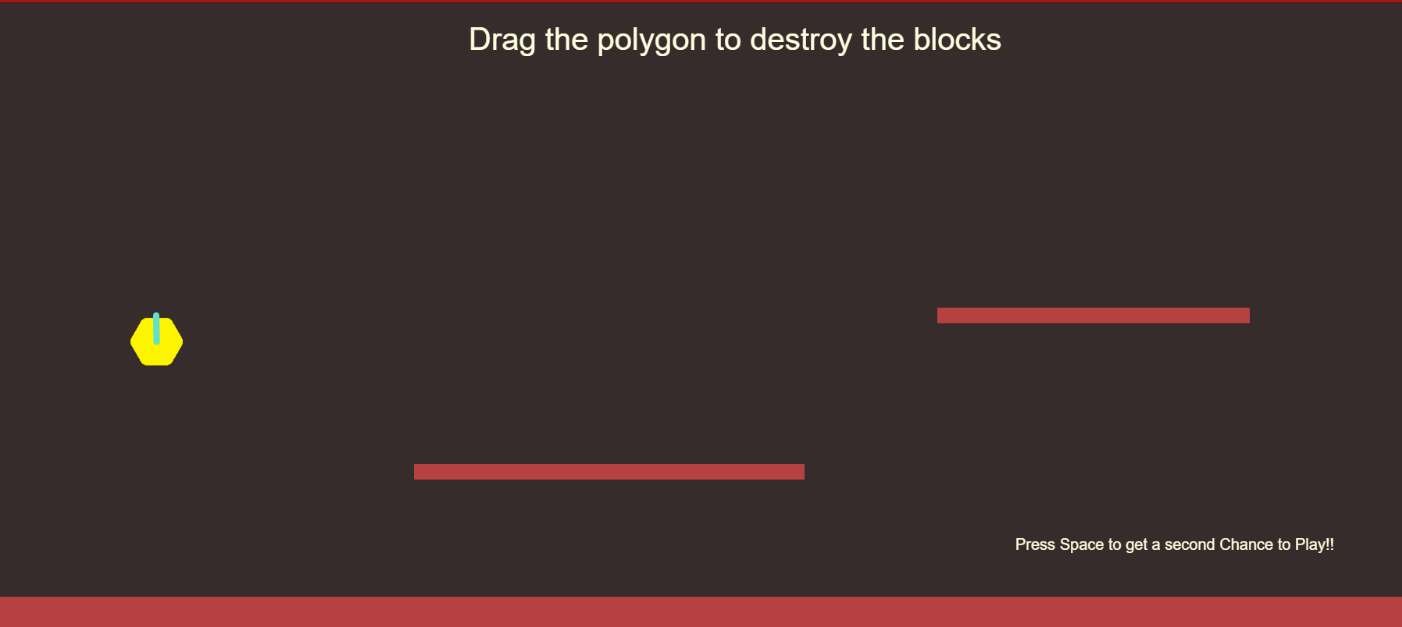 Drag the polygon to destroy the blocks
Press Space to get a second Chance to Play!!